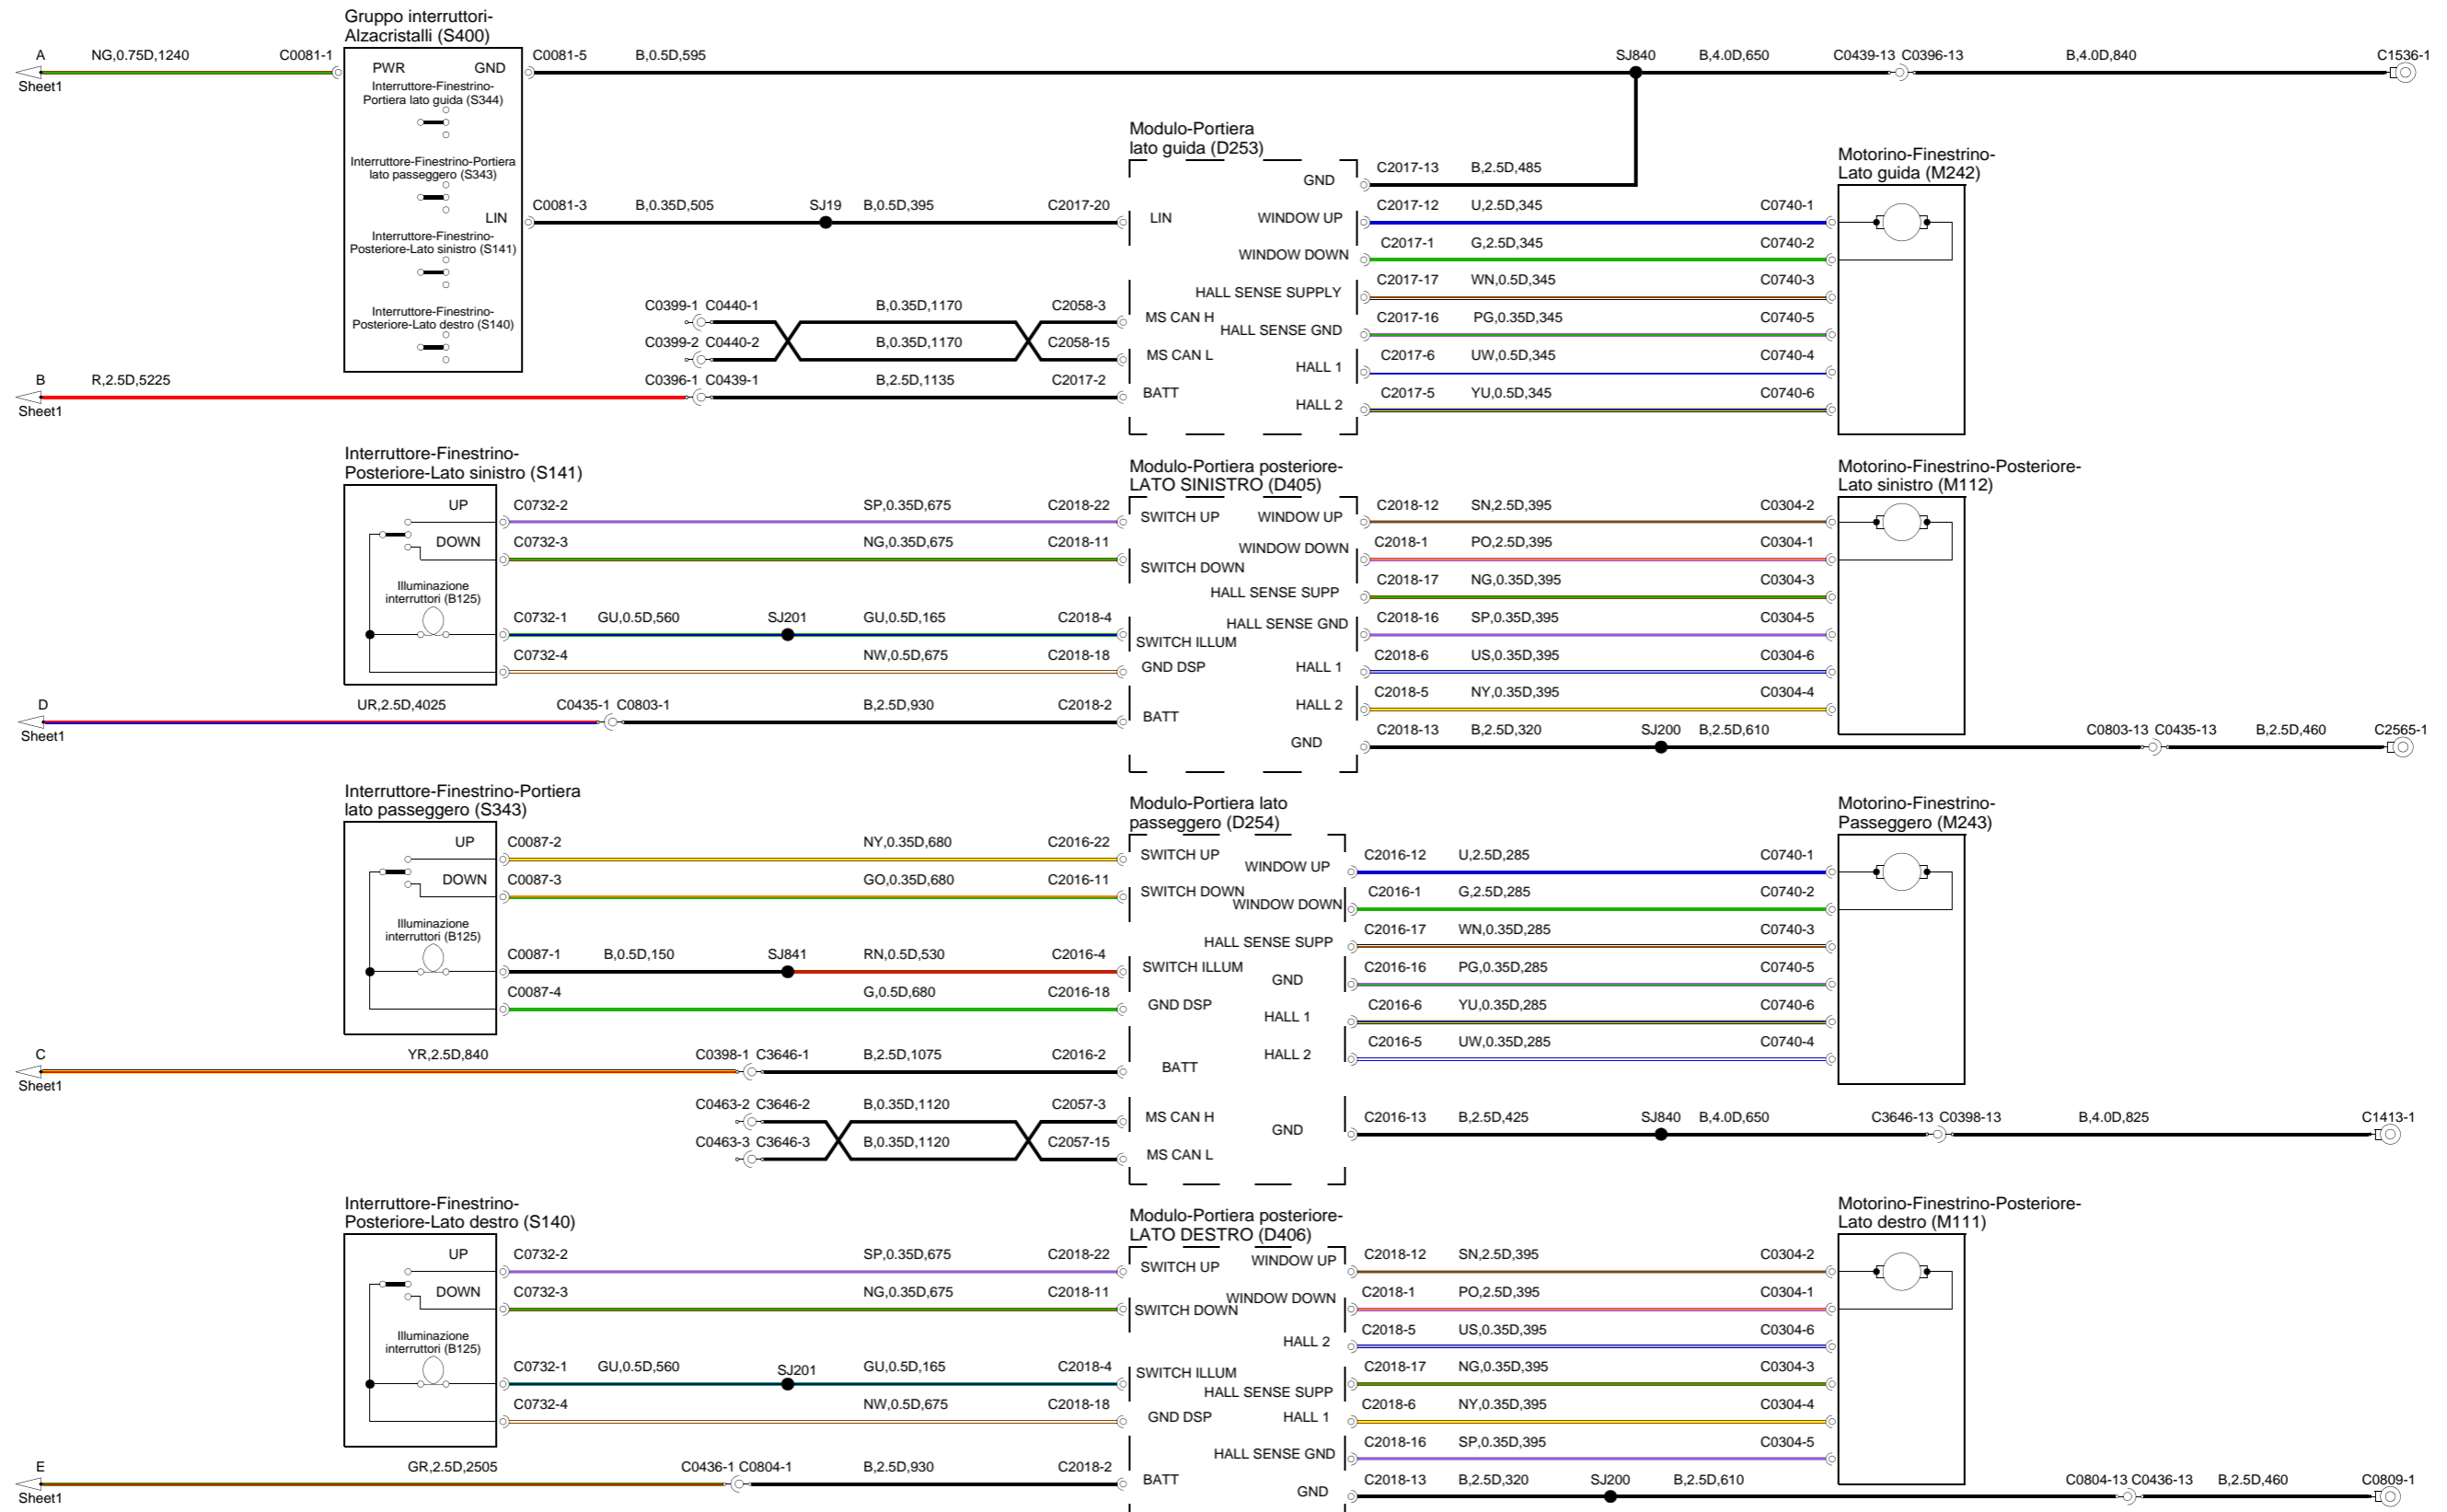 Gruppo interruttori-
Alzacristalli (S400)
A NG,0.75D,1240 C0081-1 C0081-5 B,0.5D,595 SJ840 B,4.0D,650 C0439-13 C0396-13 B,4.0D,840 C1536-1
PWR GND
Sheet1
Interruttore-Finestrino-
Portiera lato guida (S344)
Interruttore-Finestrino-Portiera
lato passeggero (S343)
LIN
Interruttore-Finestrino-
Posteriore-Lato sinistro (S141)
Interruttore-Finestrino-
Posteriore-Lato destro (S140)
C0081-3 B,0.35D,505 SJ19 B,0.5D,395 C2017-20
C0399-1 C0440-1 B,0.35D,1170 C2058-3
C0399-2 C0440-2 B,0.35D,1170 C2058-15
B R,2.5D,5225 C0396-1 C0439-1 B,2.5D,1135 C2017-2
Sheet1
Modulo-Portiera
lato guida (D253)
GND
LIN WINDOW UP
WINDOW DOWN
HALL SENSE SUPPLY
MS CAN H
HALL SENSE GND
MS CAN L
HALL 1
BATT
HALL 2
C2017-13 B,2.5D,485
C2017-12 U,2.5D,345 C0740-1
C2017-1 G,2.5D,345 C0740-2
C2017-17 WN,0.5D,345 C0740-3
C2017-16 PG,0.35D,345 C0740-5
C2017-6 UW,0.5D,345 C0740-4
C2017-5 YU,0.5D,345 C0740-6
Motorino-Finestrino-
Lato guida (M242)
Interruttore-Finestrino-
Posteriore-Lato sinistro (S141)
UP
DOWN
Illuminazione
interruttori (B125)
C0732-2 SP,0.35D,675 C2018-22
C0732-3 NG,0.35D,675 C2018-11
C0732-1 GU,0.5D,560 SJ201 GU,0.5D,165 C2018-4
C0732-4 NW,0.5D,675 C2018-18
D UR,2.5D,4025 C0435-1 C0803-1 B,2.5D,930 C2018-2
Sheet1
Modulo-Portiera posteriore-
LATO SINISTRO (D405)
SWITCH UP WINDOW UP
WINDOW DOWN
SWITCH DOWN
HALL SENSE SUPP
HALL SENSE GND
SWITCH ILLUM
GND DSP HALL 1
HALL 2
BATT
GND
C2018-12 SN,2.5D,395 C0304-2
C2018-1 PO,2.5D,395 C0304-1
C2018-17 NG,0.35D,395 C0304-3
C2018-16 SP,0.35D,395 C0304-5
C2018-6 US,0.35D,395 C0304-6
C2018-5 NY,0.35D,395 C0304-4
C2018-13 B,2.5D,320 SJ200 B,2.5D,610 C0803-13 C0435-13 B,2.5D,460 C2565-1
Motorino-Finestrino-Posteriore-
Lato sinistro (M112)
Interruttore-Finestrino-Portiera
lato passeggero (S343)
UP
DOWN
Illuminazione
interruttori (B125)
C0087-2 NY,0.35D,680 C2016-22
C0087-3 GO,0.35D,680 C2016-11
C0087-1 B,0.5D,150 SJ841 RN,0.5D,530 C2016-4
C0087-4 G,0.5D,680 C2016-18
C YR,2.5D,840 C0398-1 C3646-1 B,2.5D,1075 C2016-2
Sheet1
C0463-2 C3646-2 B,0.35D,1120 C2057-3
C0463-3 C3646-3 B,0.35D,1120 C2057-15
Modulo-Portiera lato
passeggero (D254)
SWITCH UP
WINDOW UP
SWITCH DOWN
WINDOW DOWN
HALL SENSE SUPP
SWITCH ILLUM
GND
GND DSP
HALL 1
HALL 2
BATT
MS CAN H
GND
MS CAN L
C2016-12 U,2.5D,285 C0740-1
C2016-1 G,2.5D,285 C0740-2
C2016-17 WN,0.35D,285 C0740-3
C2016-16 PG,0.35D,285 C0740-5
C2016-6 YU,0.35D,285 C0740-6
C2016-5 UW,0.35D,285 C0740-4
C2016-13 B,2.5D,425 SJ840 B,4.0D,650 C3646-13 C0398-13 B,4.0D,825 C1413-1
Motorino-Finestrino-
Passeggero (M243)
Interruttore-Finestrino-
Posteriore-Lato destro (S140)
UP
DOWN
Illuminazione
interruttori (B125)
C0732-2 SP,0.35D,675 C2018-22
C0732-3 NG,0.35D,675 C2018-11
C0732-1 GU,0.5D,560 SJ201 GU,0.5D,165 C2018-4
C0732-4 NW,0.5D,675 C2018-18
E GR,2.5D,2505 C0436-1 C0804-1 B,2.5D,930 C2018-2
Sheet1
Modulo-Portiera posteriore-
LATO DESTRO (D406)
SWITCH UP WINDOW UP
WINDOW DOWN
SWITCH DOWN
HALL 2
SWITCH ILLUM
HALL SENSE SUPP
GND DSP HALL 1
HALL SENSE GND
BATT
GND
C2018-12 SN,2.5D,395 C0304-2
C2018-1 PO,2.5D,395 C0304-1
C2018-5 US,0.35D,395 C0304-6
C2018-17 NG,0.35D,395 C0304-3
C2018-6 NY,0.35D,395 C0304-4
C2018-16 SP,0.35D,395 C0304-5
C2018-13 B,2.5D,320 SJ200 B,2.5D,610 C0804-13 C0436-13 B,2.5D,460 C0809-1
Motorino-Finestrino-Posteriore-
Lato destro (M111)